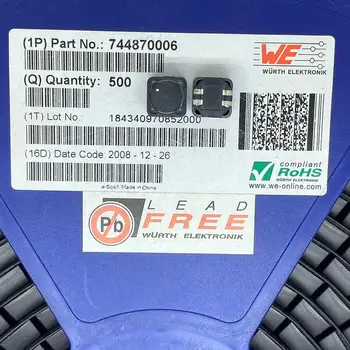 (1P) Part No.: 744870006
WE
WÜRTH ELEKTRONIK
(Q) Quantity: 500
(1T) Lot No.:
184340970852000
(16D) Date Code: 2008 - 12 - 26
compliant
RoHS
WÜRTH ELEKTRONIK
www.we-online.com
Made in China
Pb
LEAD
FREE
WÜRTH ELEKTRONIK